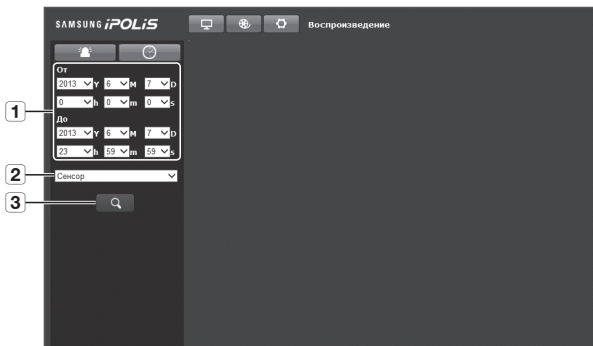 SAMSUNG iPOLiS
Воспроизведение
От
2013 Y 6 M 7 D
0 h 0 m 0 s
1
До
2013 Y 6 M 7 D
23 h 59 m 59 s
2 Сенсор
3